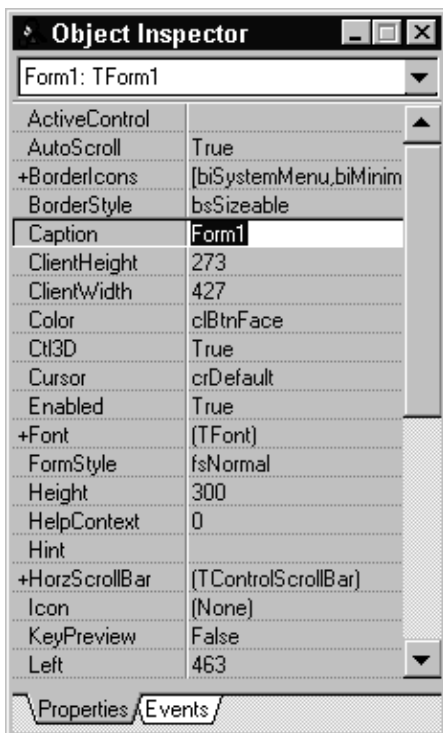 Object Inspector
Form1: TForm1
ActiveControl
AutoScroll True
+BorderIcons [biSystemMenu,biMinim
BorderStyle bsSizeable
Caption Form1
ClientHeight 273
ClientWidth 427
Color clBtnFace
Ctl3D True
Cursor crDefault
Enabled True
+Font (TFont)
FormStyle fsNormal
Height 300
HelpContext 0
Hint
+HorzScrollBar (TControlScrollBar)
Icon (None)
KeyPreview False
Left 463
Properties Events